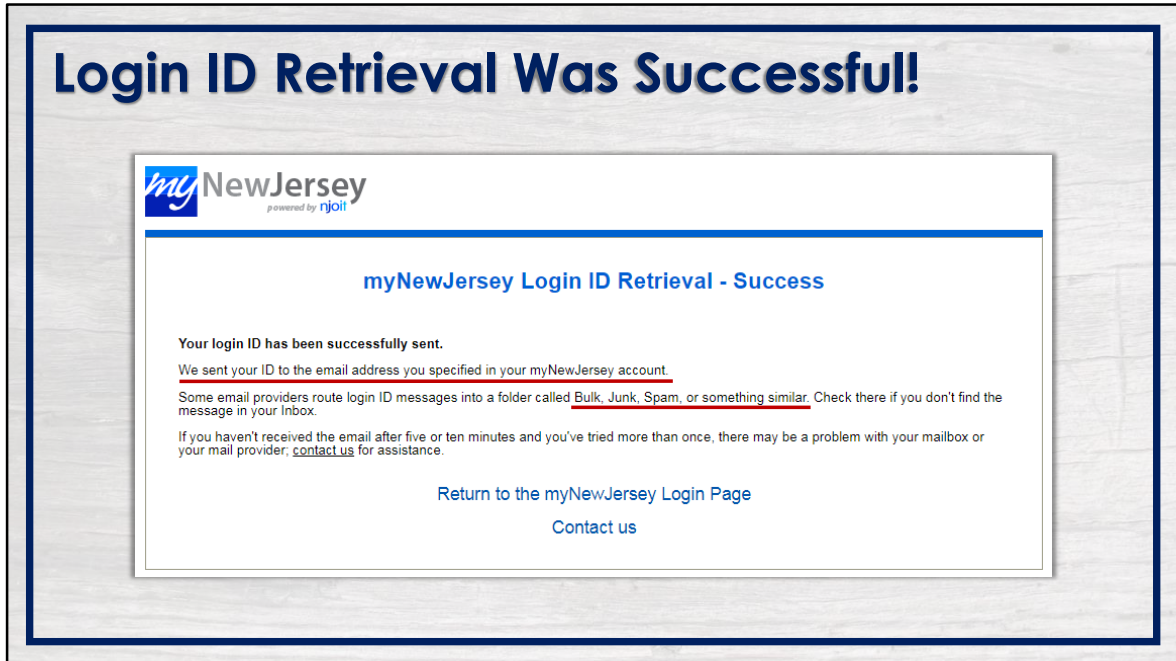 Login ID Retrieval Was Successful!
my NewJersey
powered by njoit
myNewJersey Login ID Retrieval - Success
Your login ID has been successfully sent.
We sent your ID to the email address you specified in your myNewJersey account.
Some email providers route login ID messages into a folder called Bulk, Junk, Spam, or something similar. Check there if you don't find the
message in your Inbox.
If you haven't received the email after five or ten minutes and you've tried more than once, there may be a problem with your mailbox or
your mail provider; contact us for assistance.
Return to the myNewJersey Login Page
Contact us